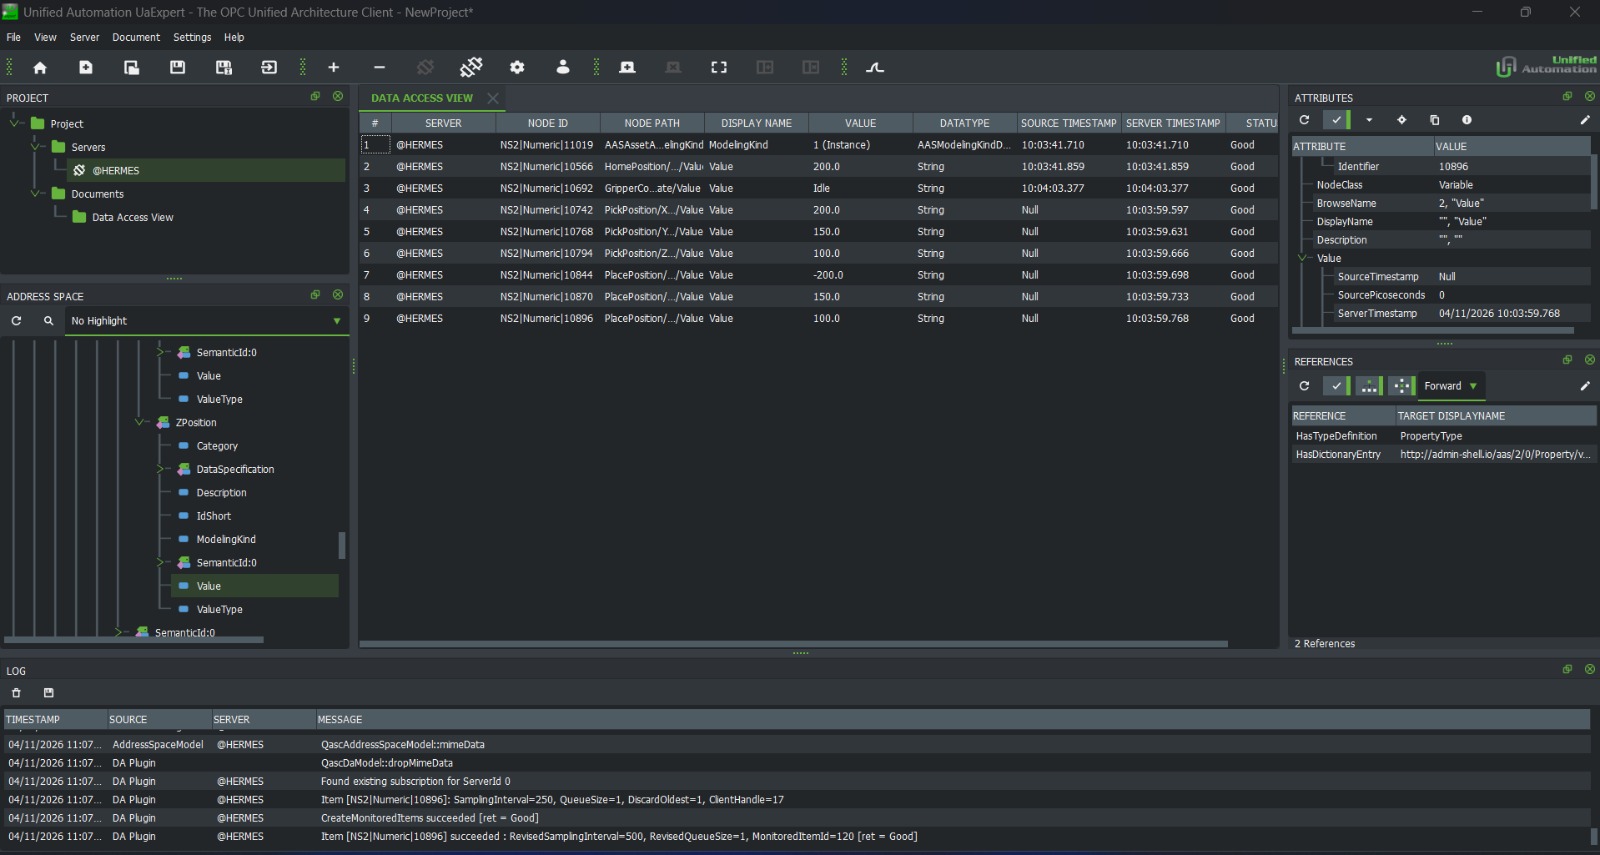 Unified Automation UaExpert - The OPC Unified Architecture Client - NewProject*
File View Server Document Settings Help
Unified Automation
PROJECT
Project
Servers
@HERMES
Documents
Data Access View
ADDRESS SPACE
No Highlight
SemanticId:0
Value
ValueType
ZPosition
Category
DataSpecification
Description
IdShort
ModelingKind
SemanticId:0
Value
ValueType
SemanticId:0
DATA ACCESS VIEW
# SERVER NODE ID NODE PATH DISPLAY NAME VALUE DATATYPE SOURCE TIMESTAMP SERVER TIMESTAMP STATU
1 @HERMES NS2|Numeric|11019 AASAssetA...elingKind ModelingKind 1 (Instance) AASModelingKindD... 10:03:41.710 10:03:41.710 Good
2 @HERMES NS2|Numeric|10566 HomePosition/.../Value Value 200.0 String 10:03:41.859 10:03:41.859 Good
3 @HERMES NS2|Numeric|10692 GripperCo...ate/Value Value Idle String 10:04:03.377 10:04:03.377 Good
4 @HERMES NS2|Numeric|10742 PickPosition/X.../Value Value 200.0 String Null 10:03:59.597 Good
5 @HERMES NS2|Numeric|10768 PickPosition/Y.../Value Value 150.0 String Null 10:03:59.631 Good
6 @HERMES NS2|Numeric|10794 PickPosition/Z.../Value Value 100.0 String Null 10:03:59.666 Good
7 @HERMES NS2|Numeric|10844 PlacePosition/.../Value Value -200.0 String Null 10:03:59.698 Good
8 @HERMES NS2|Numeric|10870 PlacePosition/.../Value Value 150.0 String Null 10:03:59.733 Good
9 @HERMES NS2|Numeric|10896 PlacePosition/.../Value Value 100.0 String Null 10:03:59.768 Good
ATTRIBUTES
ATTRIBUTE VALUE
Identifier 10896
NodeClass Variable
BrowseName 2, "Value"
DisplayName "", "Value"
Description "", ""
Value
SourceTimestamp Null
SourcePicoseconds 0
ServerTimestamp 04/11/2026 10:03:59.768
REFERENCES
Forward
REFERENCE TARGET DISPLAYNAME
HasTypeDefinition PropertyType
HasDictionaryEntry http://admin-shell.io/aas/2/0/Property/v...
2 References
LOG
TIMESTAMP SOURCE SERVER MESSAGE
04/11/2026 11:07... AddressSpaceModel @HERMES QascAddressSpaceModel::mimeData
04/11/2026 11:07... DA Plugin QascDaModel::dropMimeData
04/11/2026 11:07... DA Plugin @HERMES Found existing subscription for ServerId 0
04/11/2026 11:07... DA Plugin @HERMES Item [NS2|Numeric|10896]: SamplingInterval=250, QueueSize=1, DiscardOldest=1, ClientHandle=17
04/11/2026 11:07... DA Plugin @HERMES CreateMonitoredItems succeeded [ret = Good]
04/11/2026 11:07... DA Plugin @HERMES Item [NS2|Numeric|10896] succeeded : RevisedSamplingInterval=500, RevisedQueueSize=1, MonitoredItemId=120 [ret = Good]